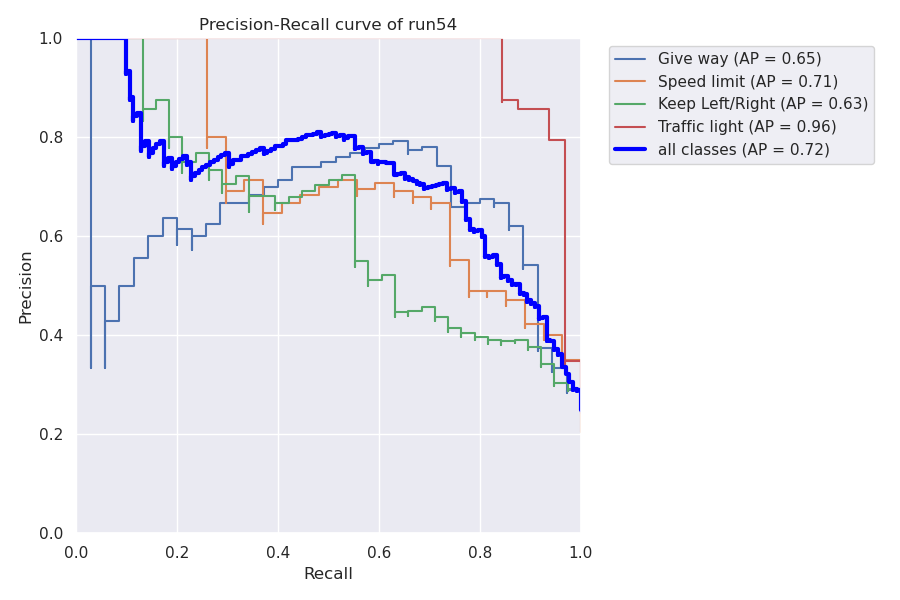 Precision-Recall curve of run54
1.0
0.8
0.6
0.4
0.2
0.0
Precision
0.0 0.2 0.4 0.6 0.8 1.0
Recall
Give way (AP = 0.65)
Speed limit (AP = 0.71)
Keep Left/Right (AP = 0.63)
Traffic light (AP = 0.96)
all classes (AP = 0.72)